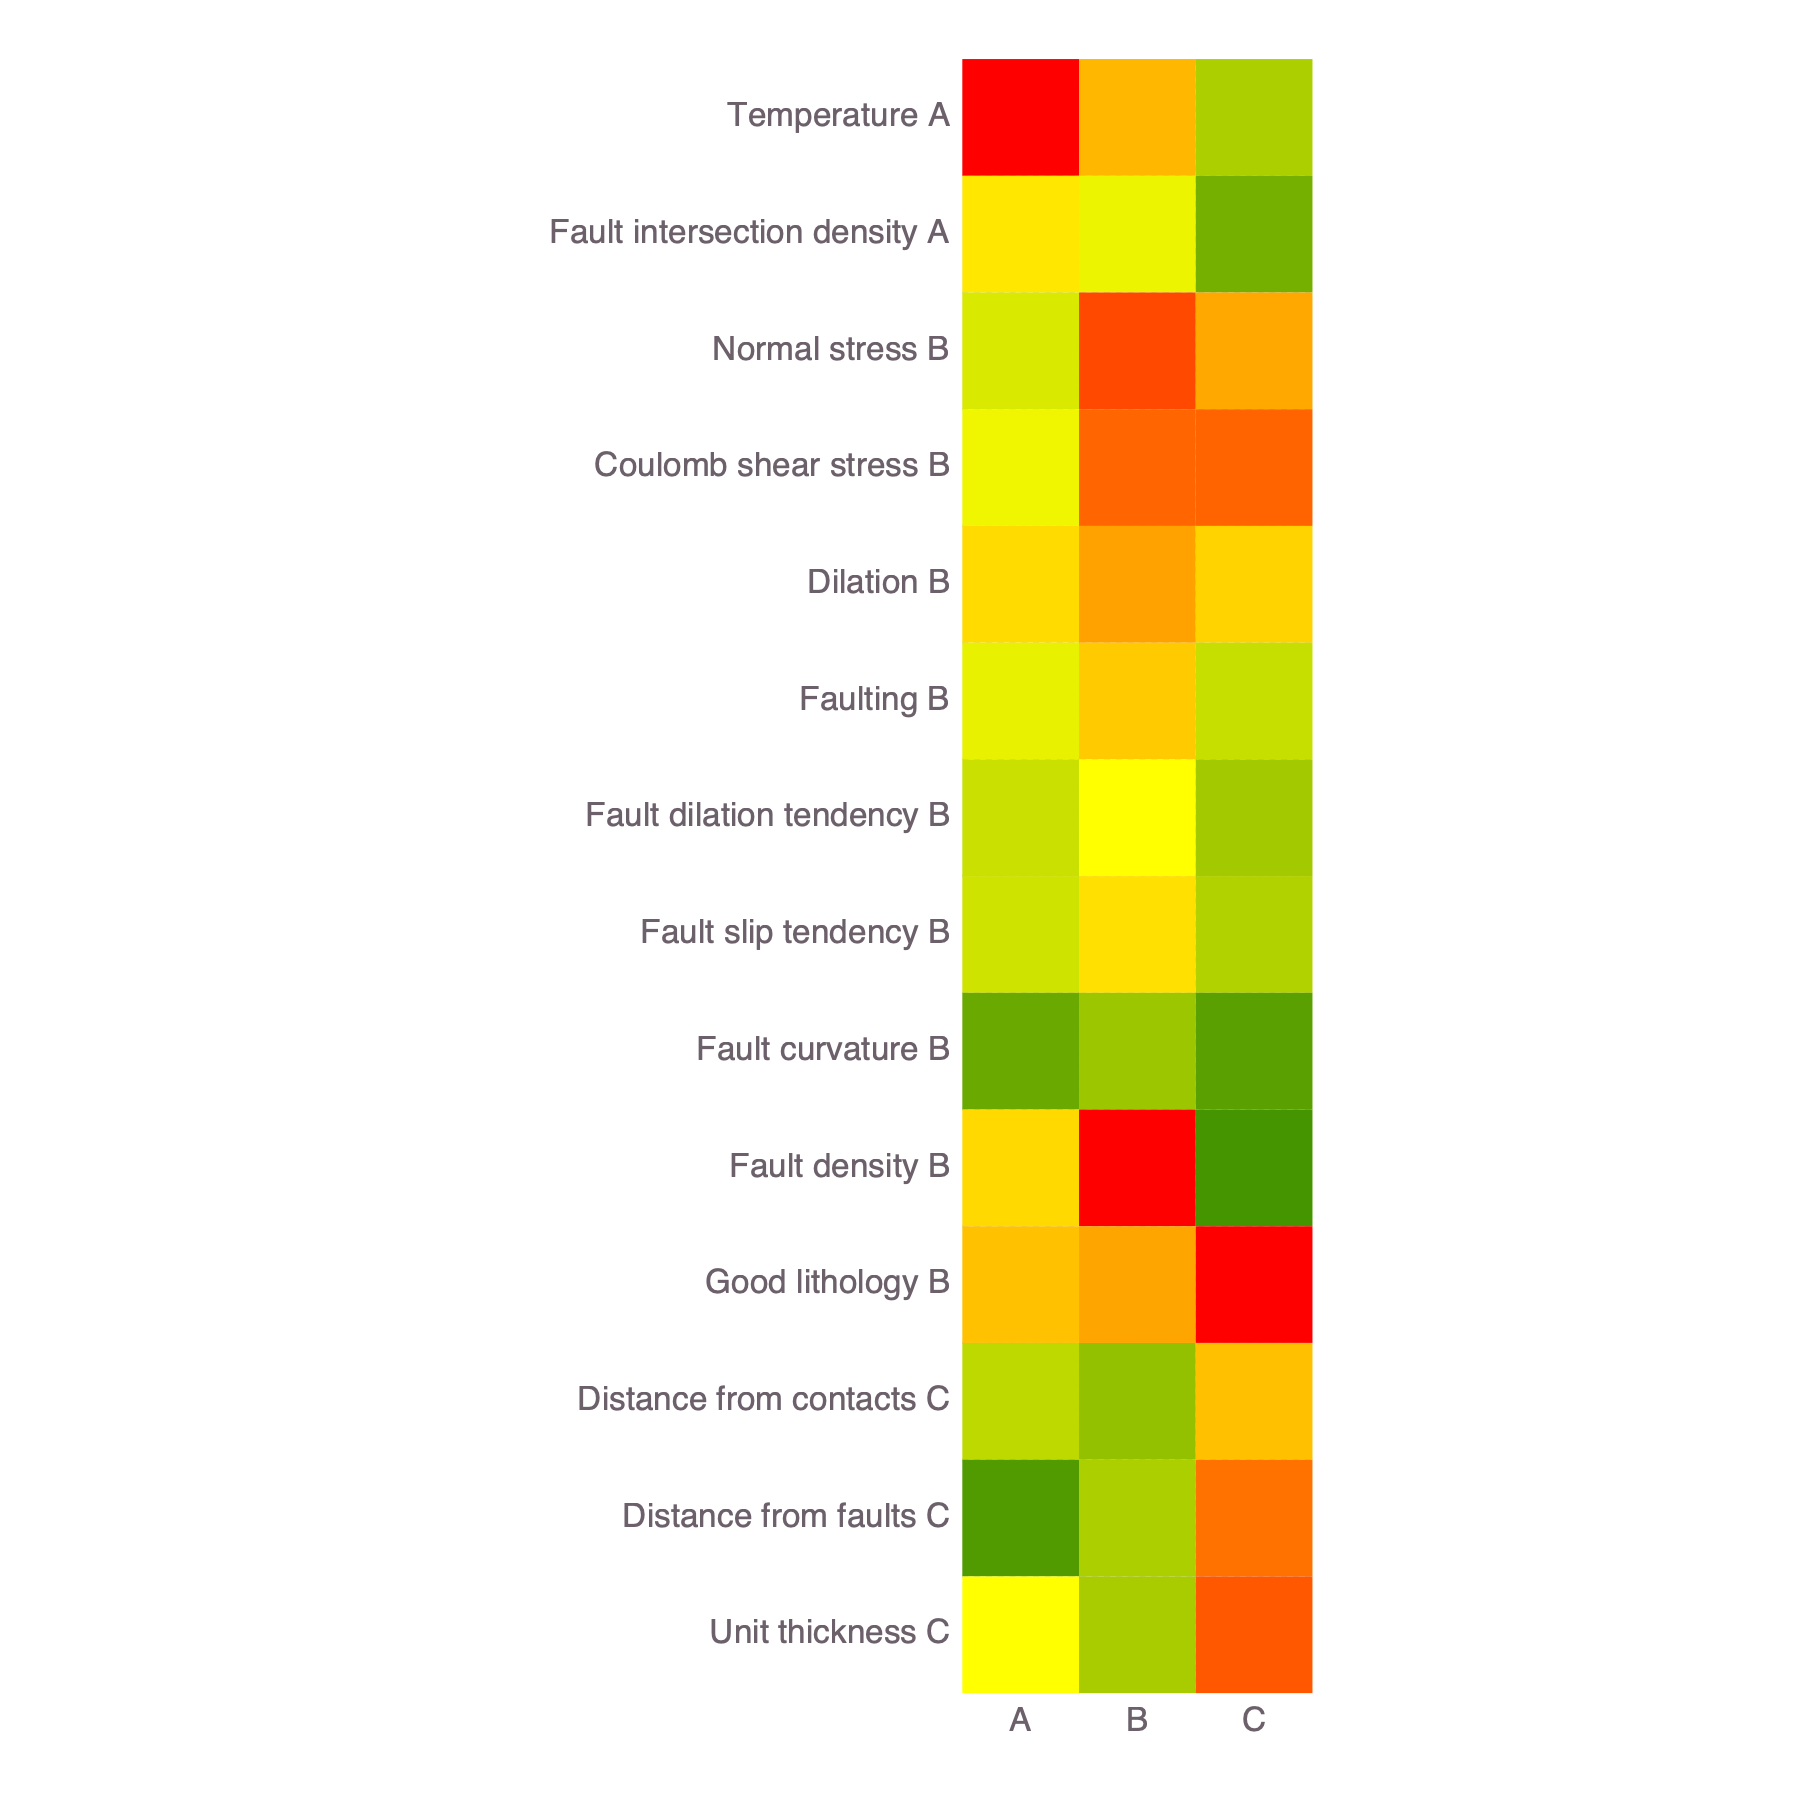 Temperature A
Fault intersection density A
Normal stress B
Coulomb shear stress B
Dilation B
Faulting B
Fault dilation tendency B
Fault slip tendency B
Fault curvature B
Fault density B
Good lithology B
Distance from contacts C
Distance from faults C
Unit thickness C
A B C